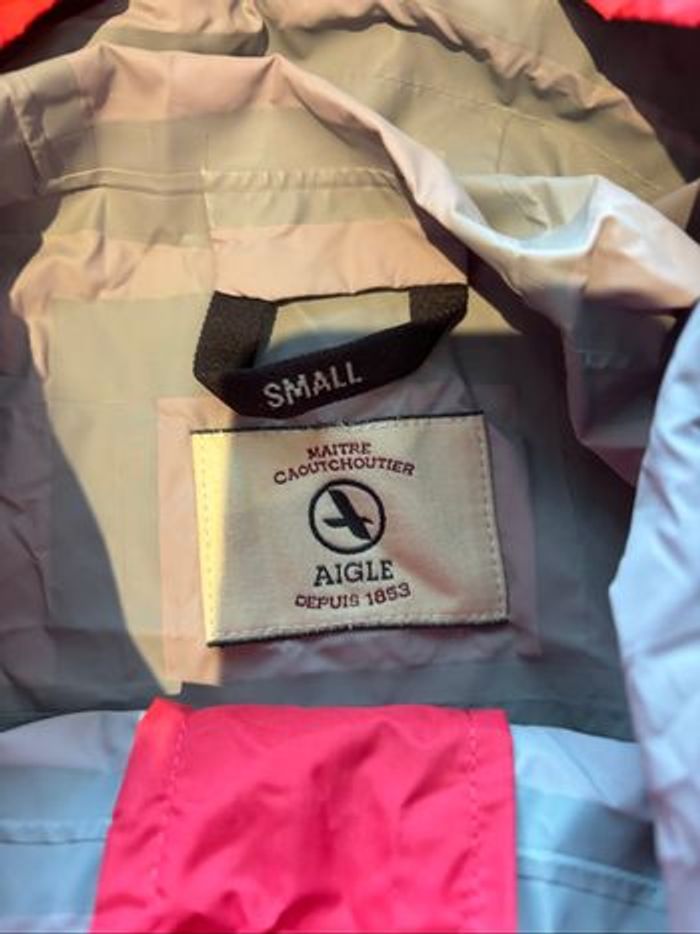 SMALL
MAITRE
CAOUTCHOUTIER
AIGLE
DEPUIS 1853